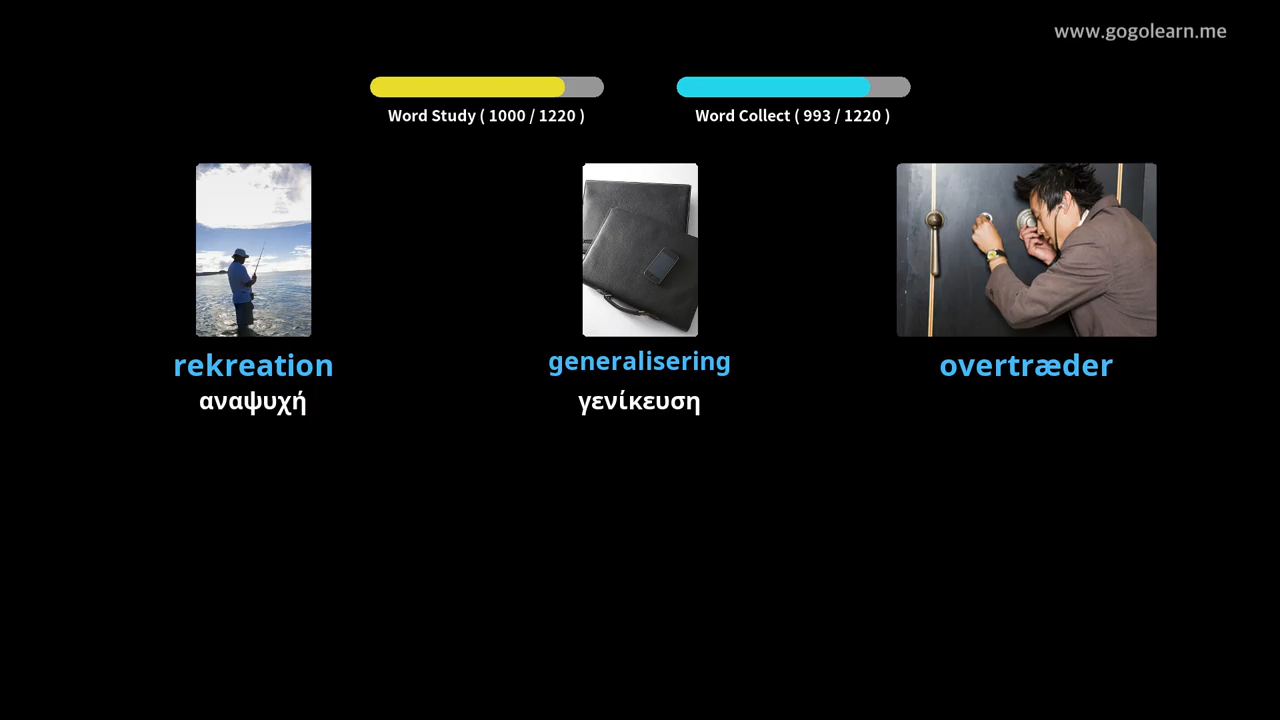 www.gogolearn.me
Word Study ( 1000 / 1220 )
Word Collect ( 993 / 1220 )
rekreation
αναψυχή
generalisering
γενίκευση
overtræder